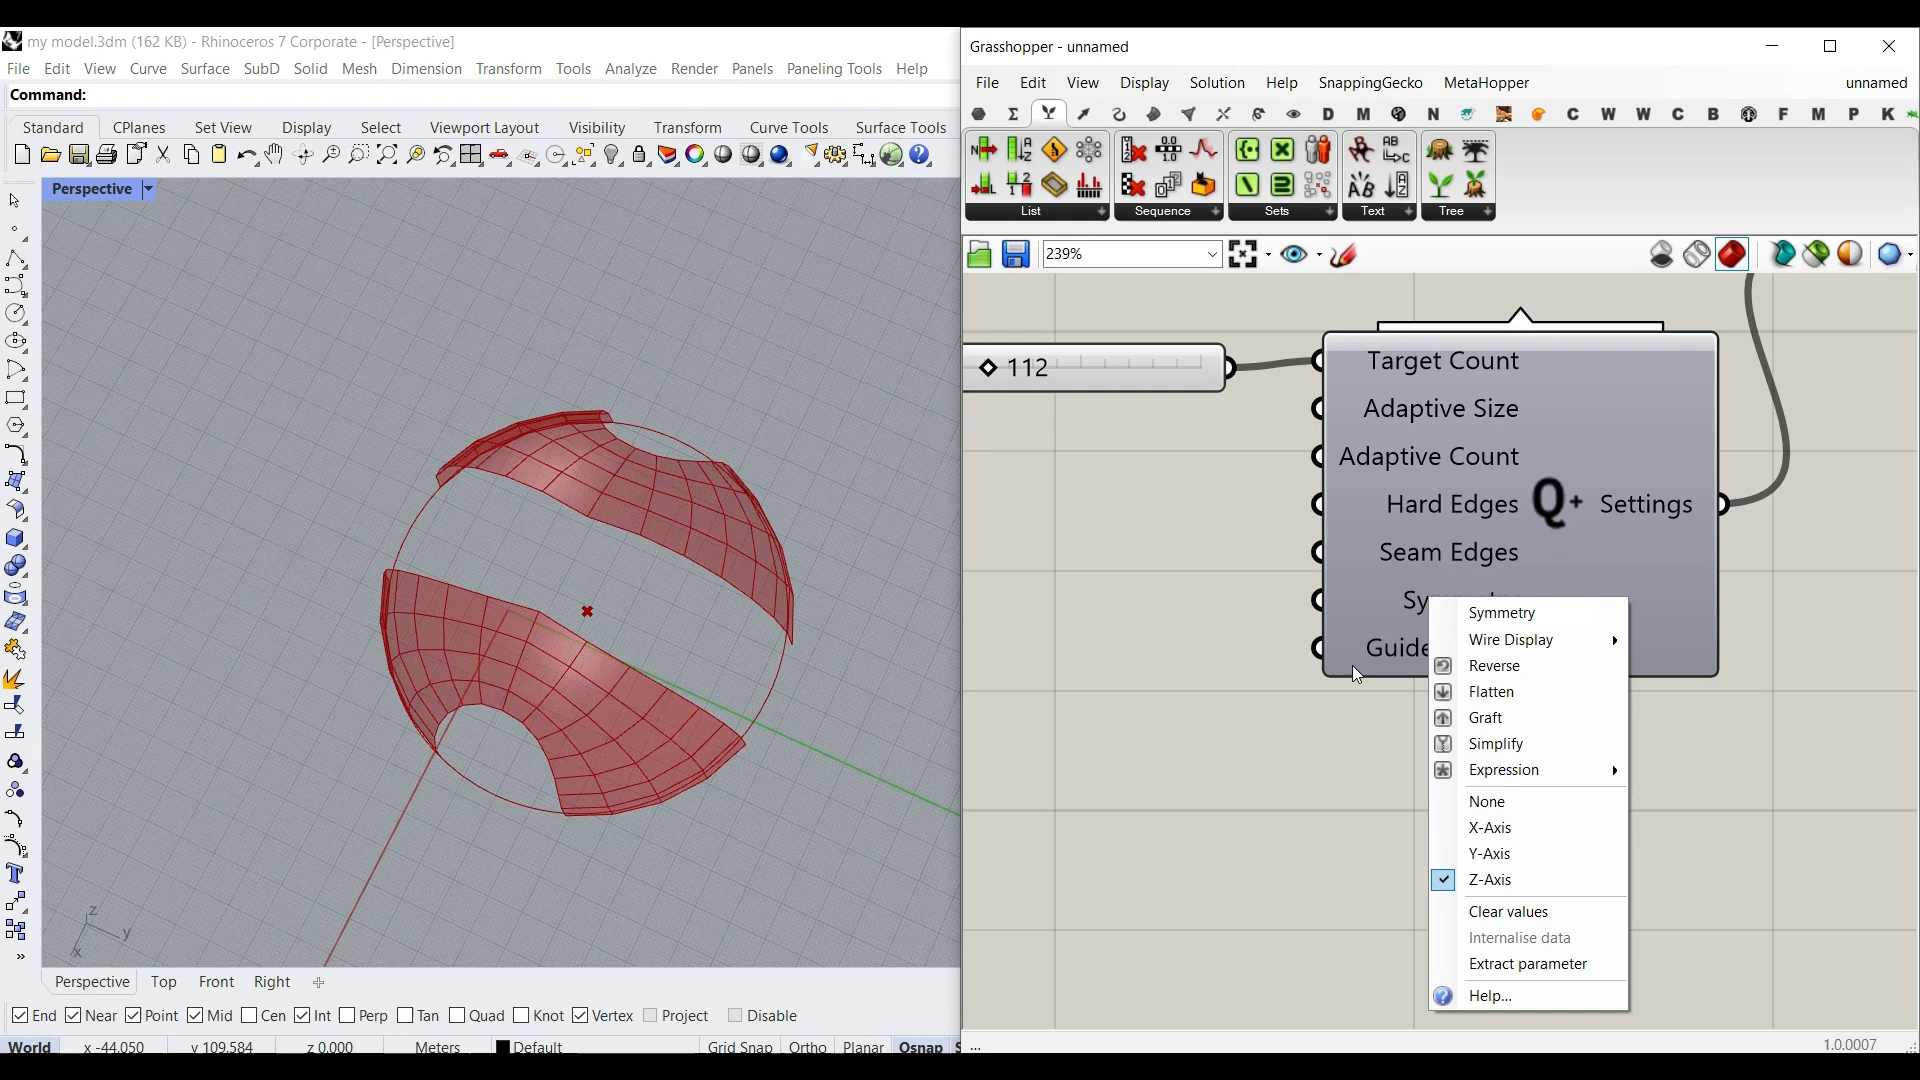 my model.3dm (162 KB) - Rhinoceros 7 Corporate - [Perspective]
File Edit View Curve Surface SubD Solid Mesh Dimension Transform Tools Analyze Render Panels Paneling Tools Help
Command:
Standard CPlanes Set View Display Select Viewport Layout Visibility Transform Curve Tools Surface Tools
Perspective
z
y
x
Perspective Top Front Right
End Near Point Mid Cen Int Perp Tan Quad Knot Vertex Project Disable
World x -44.050 y 109.584 z 0.000 Meters Default Grid Snap Ortho Planar Osnap S
Grasshopper - unnamed
File Edit View Display Solution Help SnappingGecko MetaHopper unnamed
D M N C W W C B F M P K
List Sequence Sets Text Tree
239%
112
Target Count
Adaptive Size
Adaptive Count
Hard Edges Q+ Settings
Seam Edges
Sy
Guide
Symmetry
Wire Display
Reverse
Flatten
Graft
Simplify
Expression
None
X-Axis
Y-Axis
Z-Axis
Clear values
Internalise data
Extract parameter
Help...
... 1.0.0007